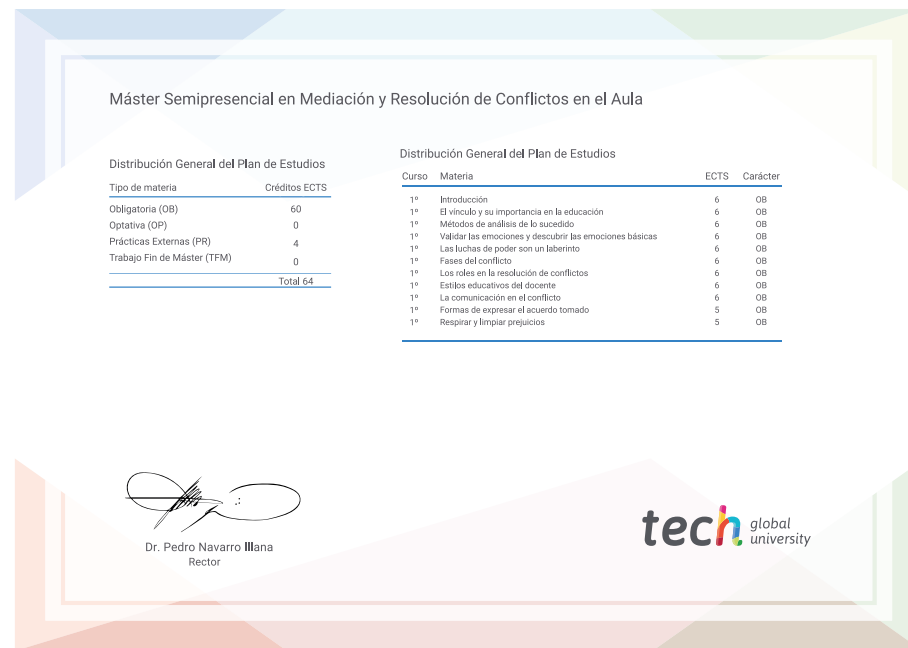 Máster Semipresencial en Mediación y Resolución de Conflictos en el Aula
Distribución General del Plan de Estudios
Tipo de materia Créditos ECTS
Obligatoria (OB) 60
Optativa (OP) 0
Prácticas Externas (PR) 4
Trabajo Fin de Máster (TFM) 0
Total 64
Distribución General del Plan de Estudios
Curso Materia ECTS Carácter
1º Introducción 6 OB
1º El vínculo y su importancia en la educación 6 OB
1º Métodos de análisis de lo sucedido 6 OB
1º Validar las emociones y descubrir las emociones básicas 6 OB
1º Las luchas de poder son un laberinto 6 OB
1º Fases del conflicto 6 OB
1º Los roles en la resolución de conflictos 6 OB
1º Estilos educativos del docente 6 OB
1º La comunicación en el conflicto 6 OB
1º Formas de expresar el acuerdo tomado 5 OB
1º Respirar y limpiar prejuicios 5 OB
Dr. Pedro Navarro Illana
Rector
tech global
university